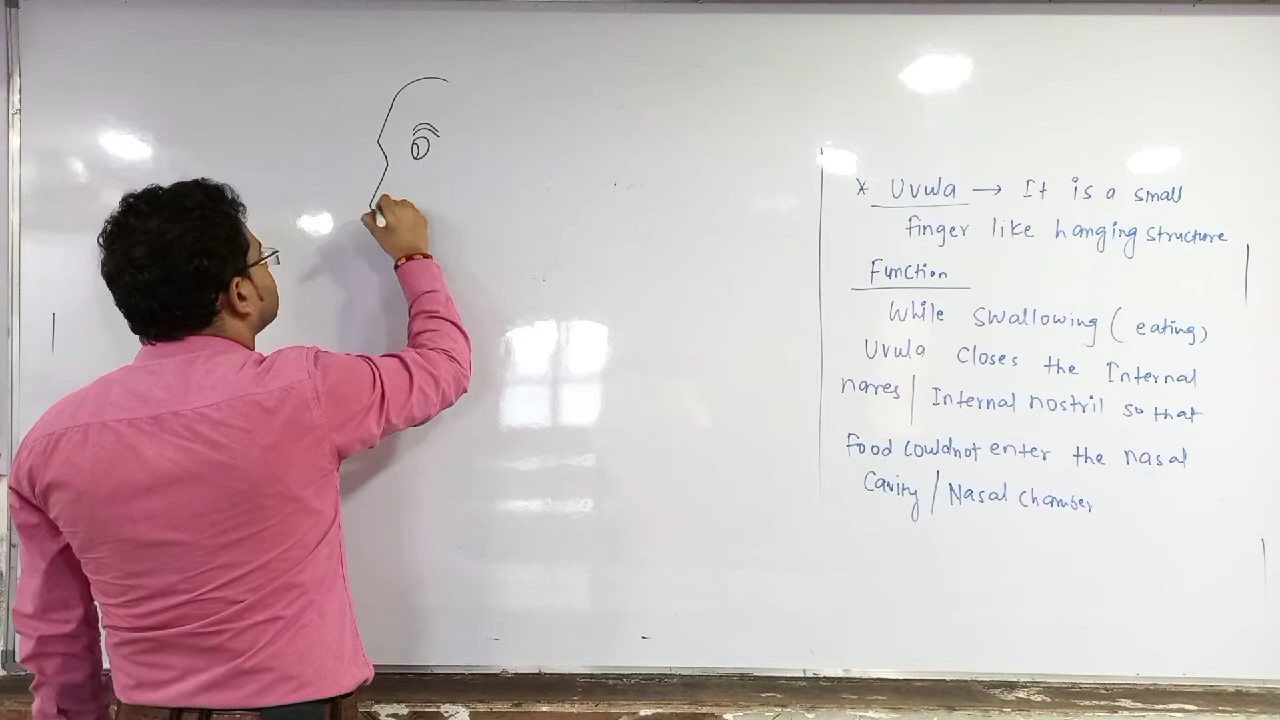 * Uvula → It is a small
finger like hanging structure
Function
While swallowing (eating)
Uvula closes the Internal
nares / Internal nostril so that
Food couldnot enter the nasal
Cavity / Nasal chamber